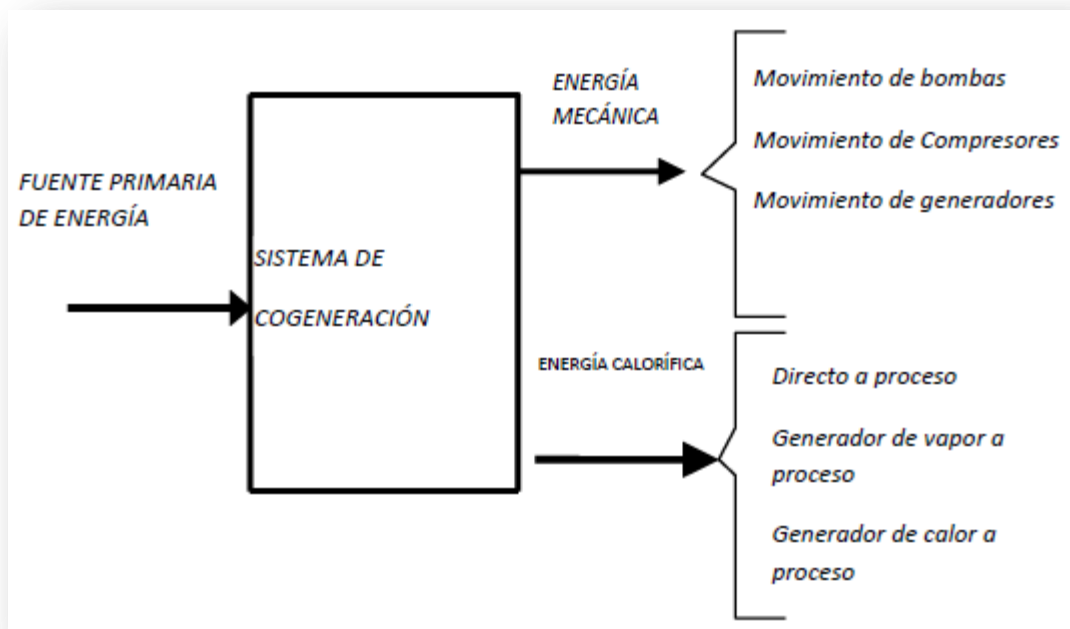 FUENTE PRIMARIA
DE ENERGÍA
SISTEMA DE
COGENERACIÓN
ENERGÍA
MECÁNICA
Movimiento de bombas
Movimiento de Compresores
Movimiento de generadores
ENERGÍA CALORÍFICA
Directo a proceso
Generador de vapor a
proceso
Generador de calor a
proceso